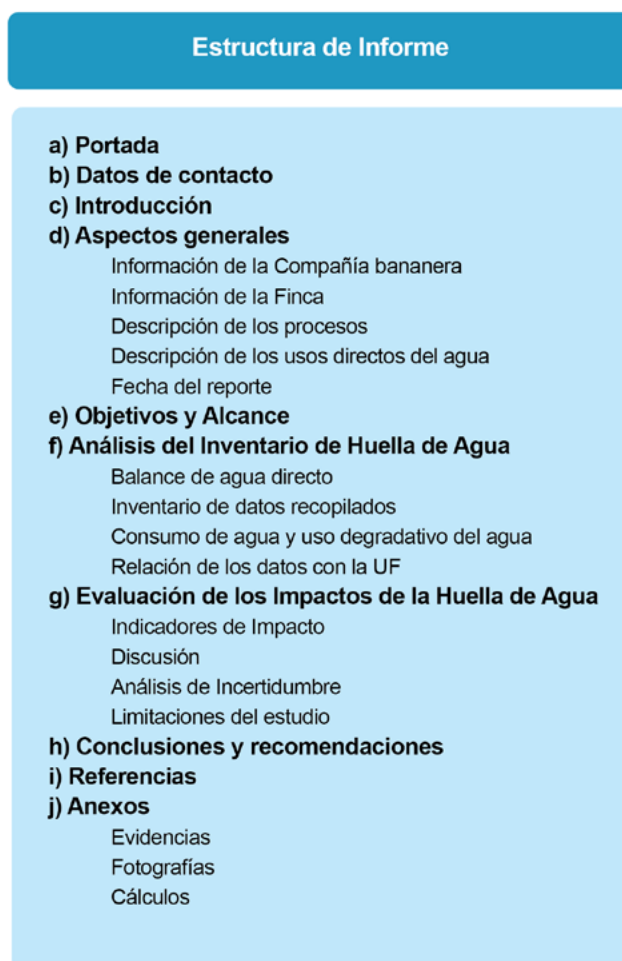 Estructura de Informe
a) Portada
b) Datos de contacto
c) Introducción
d) Aspectos generales
Información de la Compañía bananera
Información de la Finca
Descripción de los procesos
Descripción de los usos directos del agua
Fecha del reporte
e) Objetivos y Alcance
f) Análisis del Inventario de Huella de Agua
Balance de agua directo
Inventario de datos recopilados
Consumo de agua y uso degradativo del agua
Relación de los datos con la UF
g) Evaluación de los Impactos de la Huella de Agua
Indicadores de Impacto
Discusión
Análisis de Incertidumbre
Limitaciones del estudio
h) Conclusiones y recomendaciones
i) Referencias
j) Anexos
Evidencias
Fotografías
Cálculos